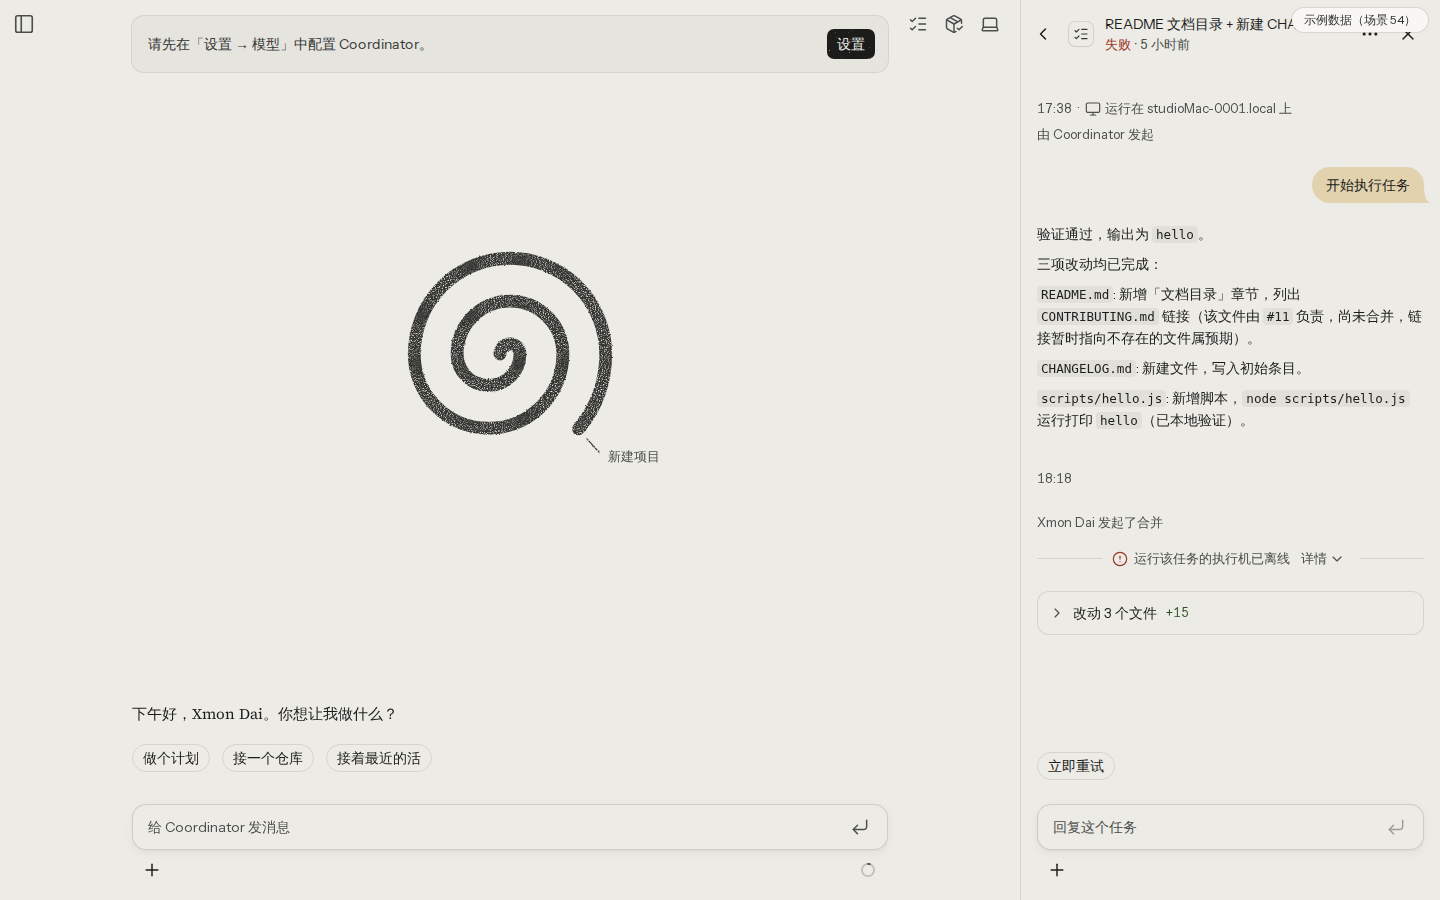 请先在「设置 → 模型」中配置 Coordinator。
设置
新建项目
下午好，Xmon Dai。你想让我做什么？
做个计划
接一个仓库
接着最近的活
给 Coordinator 发消息
README 文档目录 + 新建 CHA
示例数据（场景 54）
失败 · 5 小时前
17:38 · 运行在 studioMac-0001.local 上
由 Coordinator 发起
开始执行任务
验证通过，输出为 hello。
三项改动均已完成：
README.md: 新增「文档目录」章节，列出
CONTRIBUTING.md 链接（该文件由 #11 负责，尚未合并，链
接暂时指向不存在的文件属预期）。
CHANGELOG.md: 新建文件，写入初始条目。
scripts/hello.js: 新增脚本，node scripts/hello.js
运行打印 hello（已本地验证）。
18:18
Xmon Dai 发起了合并
运行该任务的执行机已离线 详情
改动 3 个文件 +15
立即重试
回复这个任务